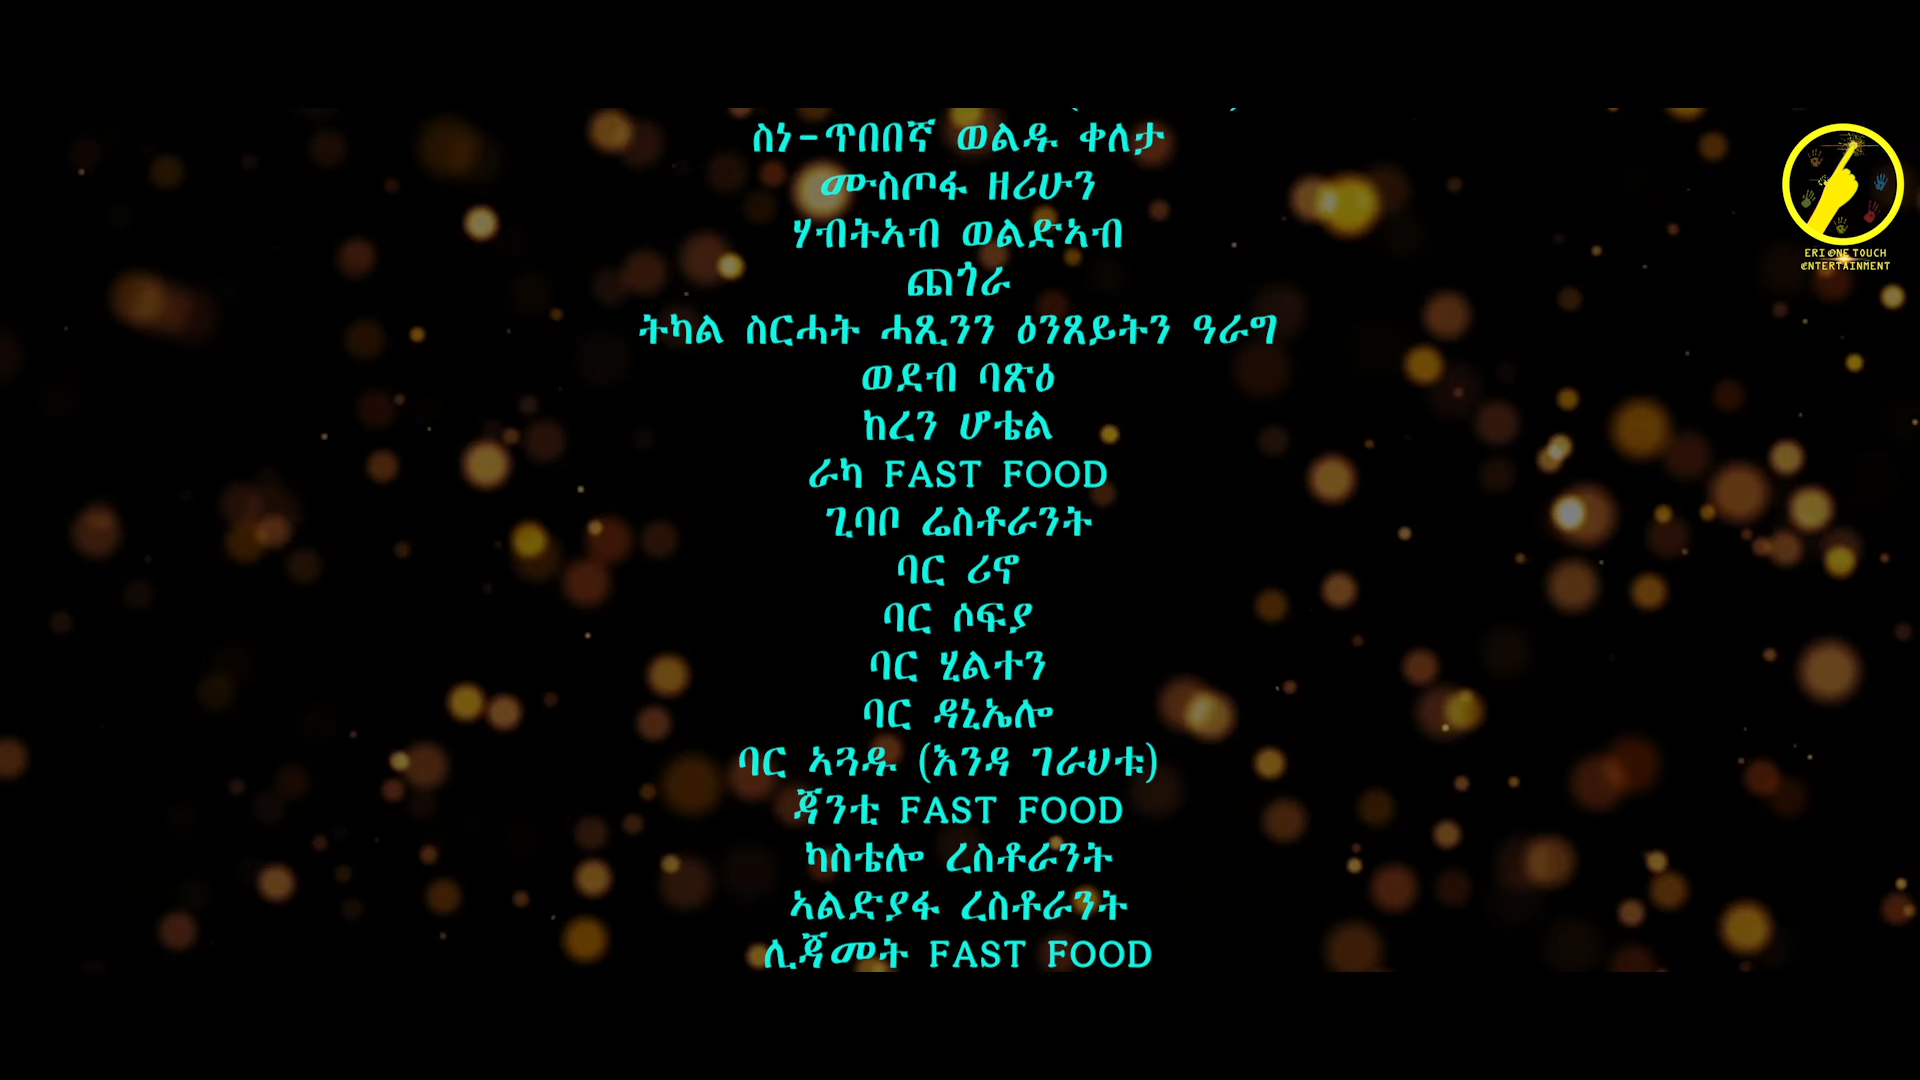 ስነ-ጥበበኛ ወልዱ ቀለታ
ሙስጦፋ ዘሪሁን
ሃብትኣብ ወልድኣብ
ጨጎራ
ትካል ስርሓት ሓጺንን ዕንጸይትን ዓራግ
ወደብ ባጽዕ
ከረን ሆቴል
ራካ FAST FOOD
ጊባቦ ሬስቶራንት
ባር ሪኖ
ባር ሶፍያ
ባር ሂልተን
ባር ዳኒኤሎ
ባር ኣጓዱ (እንዳ ገራህቱ)
ጃንቲ FAST FOOD
ካስቴሎ ረስቶራንት
ኣልድያፋ ረስቶራንት
ሊጃመት FAST FOOD
ERI ONE TOUCH
@NTERTAINMENT